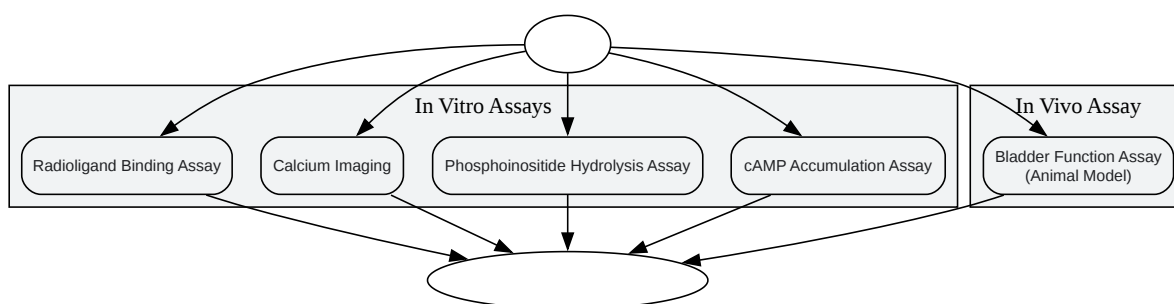 In Vitro Assays
In Vivo Assay
Radioligand Binding Assay
Calcium Imaging
Phosphoinositide Hydrolysis Assay
cAMP Accumulation Assay
Bladder Function Assay
(Animal Model)